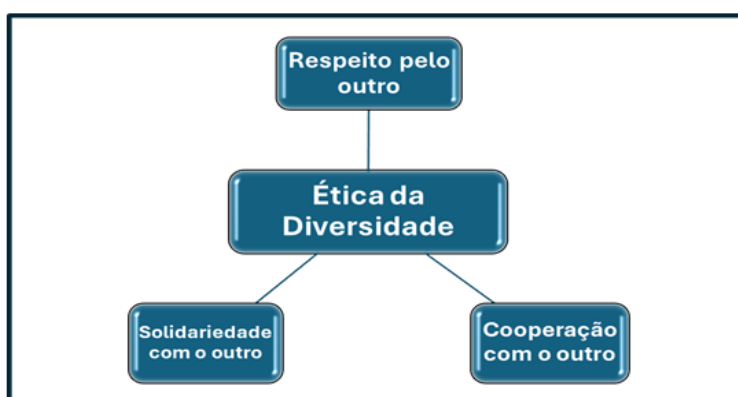 Respeito pelo
outro
Ética da
Diversidade
Solidariedade
com o outro
Cooperação
com o outro